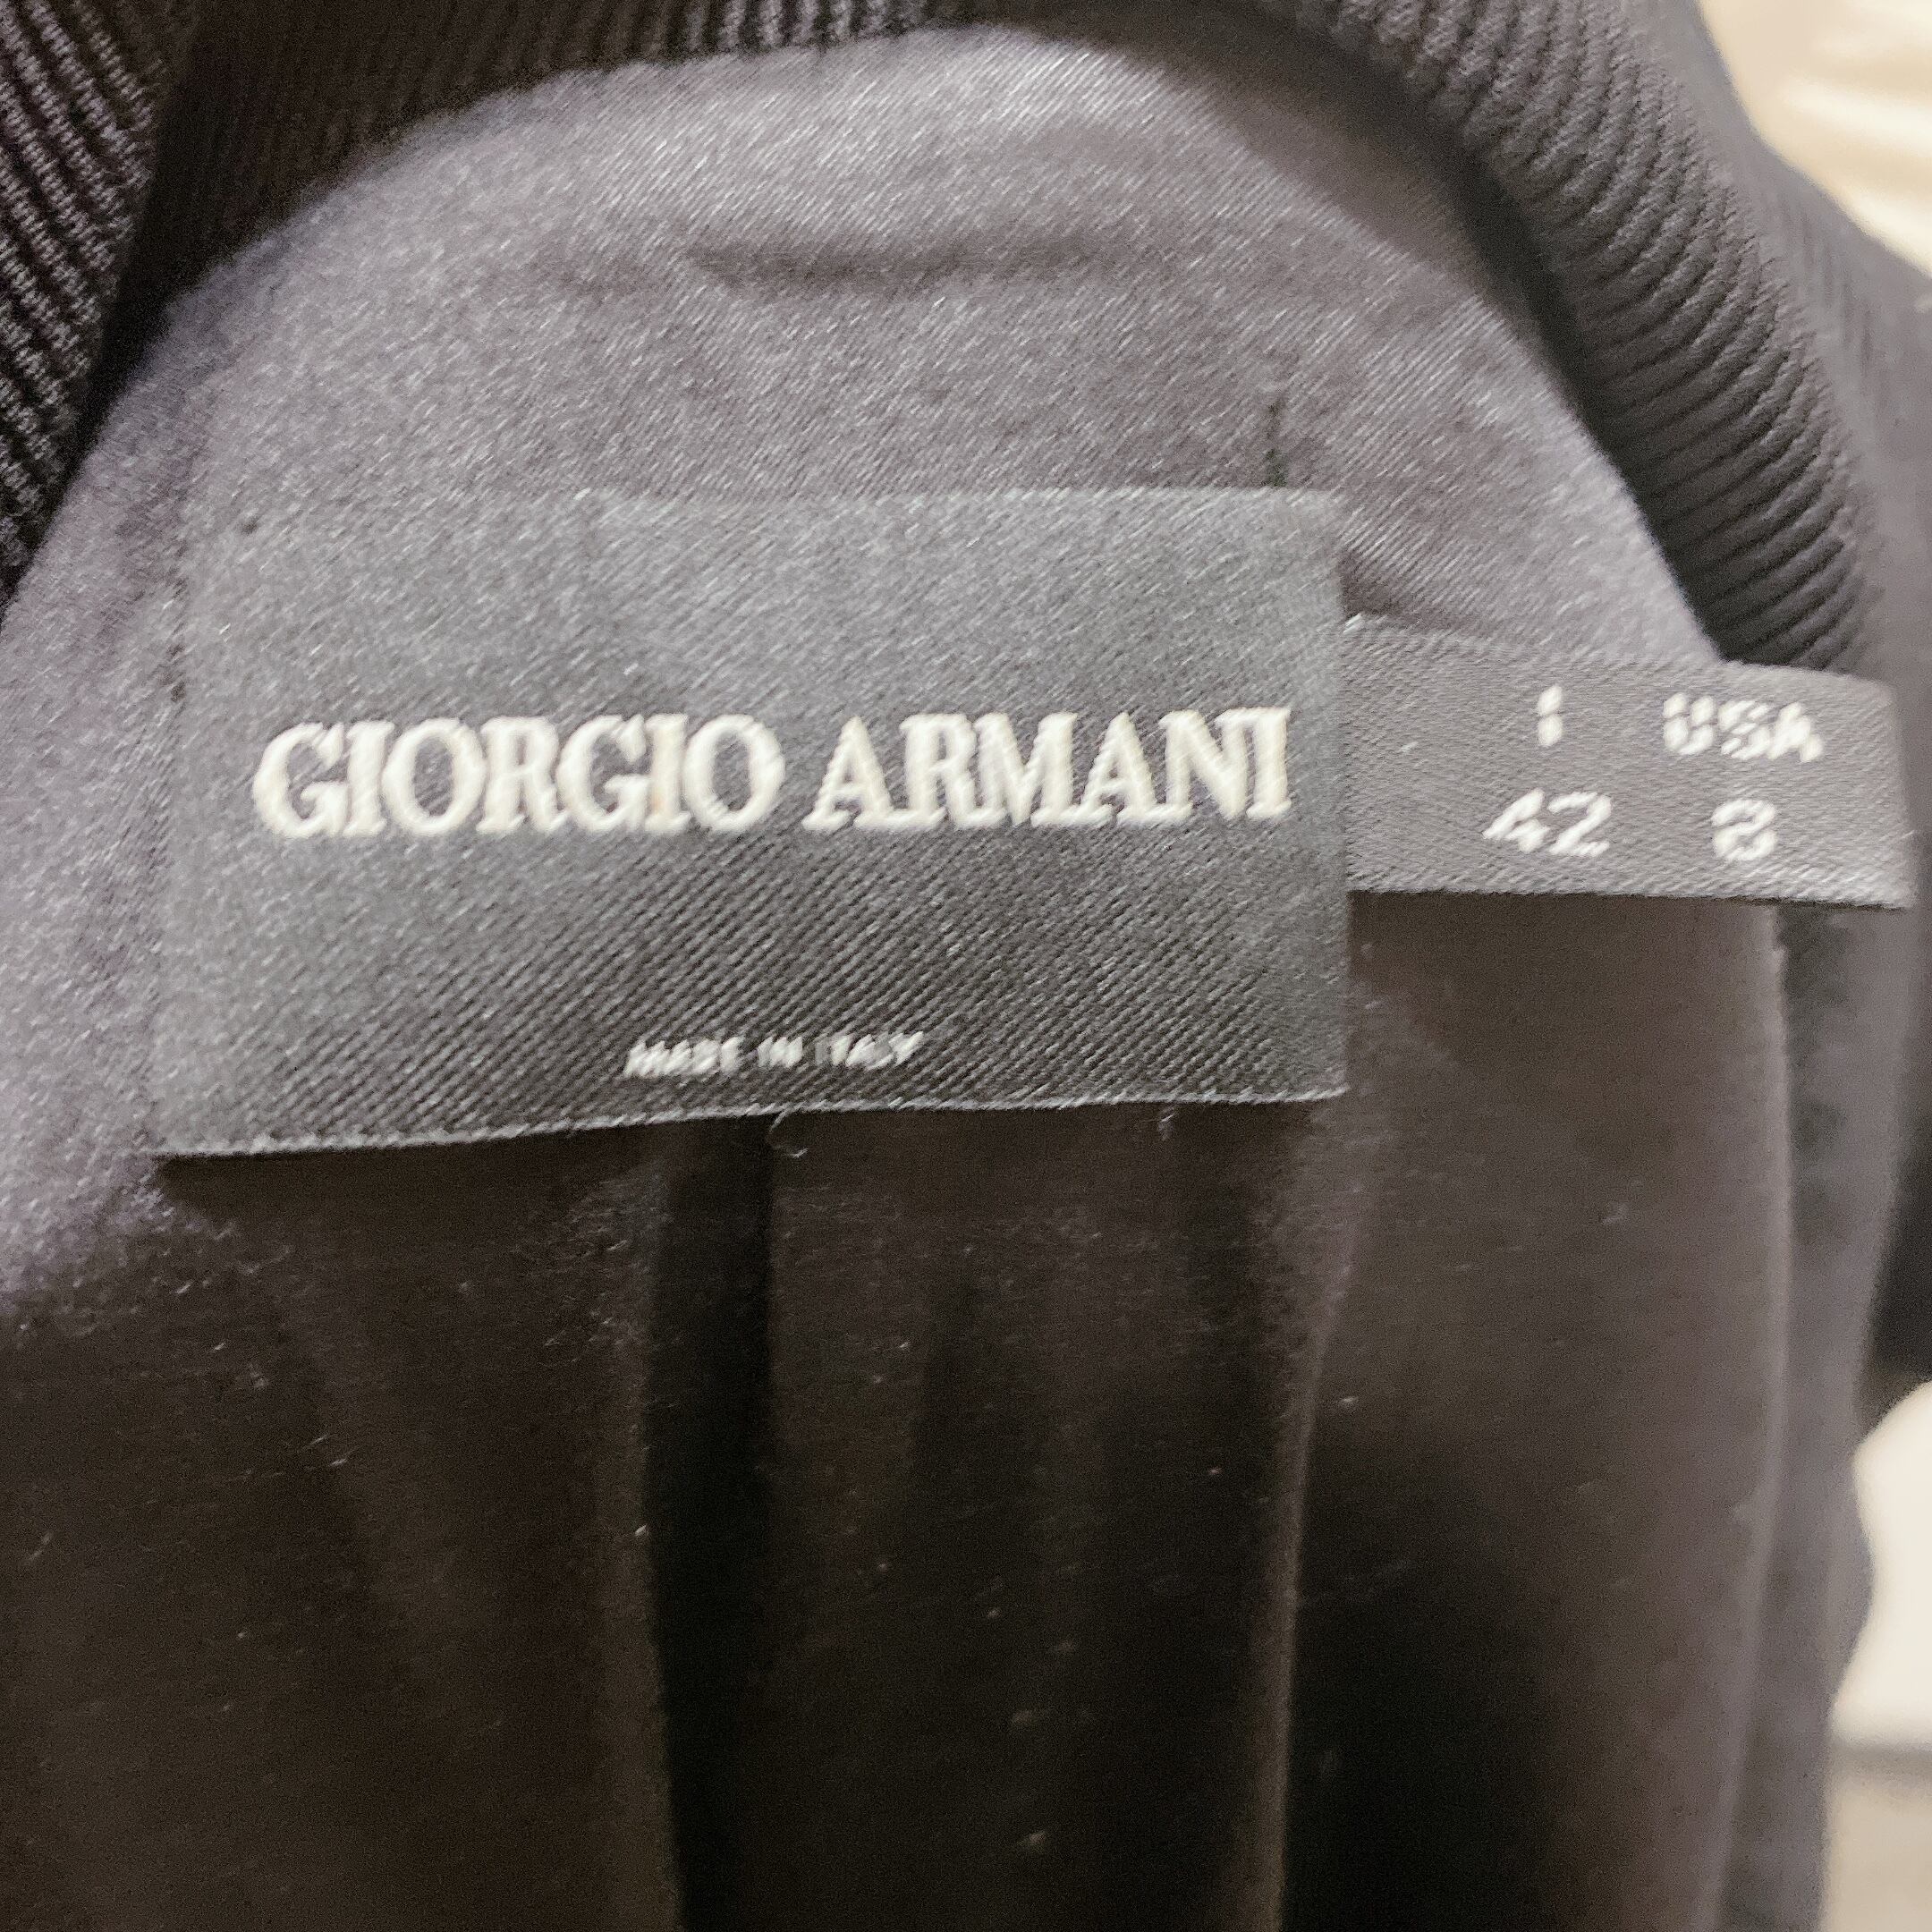 GIORGIO ARMANI
MADE IN ITALY
I USA
42 8